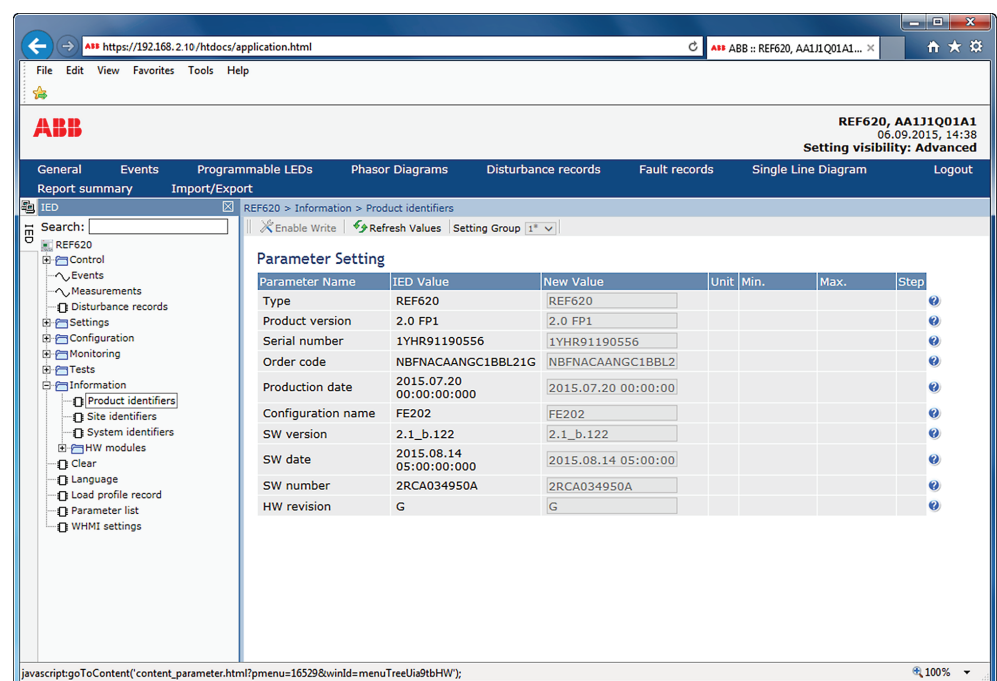 https://192.168.2.10/htdocs/application.html
ABB :: REF620, AA1J1Q01A1...
File Edit View Favorites Tools Help
ABB
REF620, AA1J1Q01A1
06.09.2015, 14:38
Setting visibility: Advanced
General Events Programmable LEDs Phasor Diagrams Disturbance records Fault records Single Line Diagram Logout
Report summary Import/Export
IED
IED
Search:
REF620
Control
Events
Measurements
Disturbance records
Settings
Configuration
Monitoring
Tests
Information
Product identifiers
Site identifiers
System identifiers
HW modules
Clear
Language
Load profile record
Parameter list
WHMI settings
REF620 > Information > Product identifiers
Enable Write Refresh Values Setting Group 1*
Parameter Setting
Parameter Name IED Value New Value Unit Min. Max. Step
Type REF620 REF620
Product version 2.0 FP1 2.0 FP1
Serial number 1YHR91190556 1YHR91190556
Order code NBFNACAANGC1BBL21G NBFNACAANGC1BBL2
Production date 2015.07.20 00:00:00:000 2015.07.20 00:00:00
Configuration name FE202 FE202
SW version 2.1_b.122 2.1_b.122
SW date 2015.08.14 05:00:00:000 2015.08.14 05:00:00
SW number 2RCA034950A 2RCA034950A
HW revision G G
javascript:goToContent('content_parameter.html?pmenu=16529&winId=menuTreeUia9tbHW');
100%